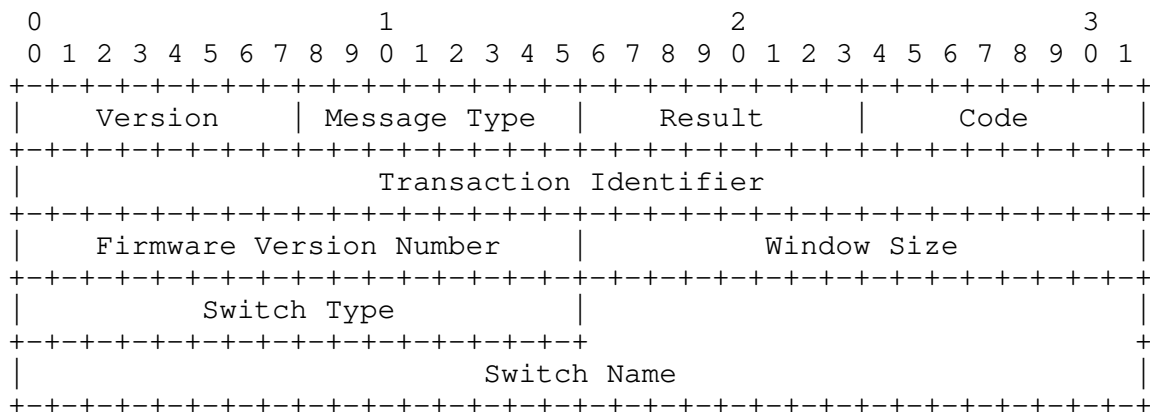 0                   1                   2                   3
 0 1 2 3 4 5 6 7 8 9 0 1 2 3 4 5 6 7 8 9 0 1 2 3 4 5 6 7 8 9 0 1
+-+-+-+-+-+-+-+-+-+-+-+-+-+-+-+-+-+-+-+-+-+-+-+-+-+-+-+-+-+-+-+-+
|    Version    | Message Type  |    Result     |     Code      |
+-+-+-+-+-+-+-+-+-+-+-+-+-+-+-+-+-+-+-+-+-+-+-+-+-+-+-+-+-+-+-+-+
|                    Transaction Identifier                     |
+-+-+-+-+-+-+-+-+-+-+-+-+-+-+-+-+-+-+-+-+-+-+-+-+-+-+-+-+-+-+-+-+
|    Firmware Version Number    |          Window Size          |
+-+-+-+-+-+-+-+-+-+-+-+-+-+-+-+-+-+-+-+-+-+-+-+-+-+-+-+-+-+-+-+-+
|          Switch Type          |                               |
+-+-+-+-+-+-+-+-+-+-+-+-+-+-+-+-+                               +
|                          Switch Name                          |
+-+-+-+-+-+-+-+-+-+-+-+-+-+-+-+-+-+-+-+-+-+-+-+-+-+-+-+-+-+-+-+-+